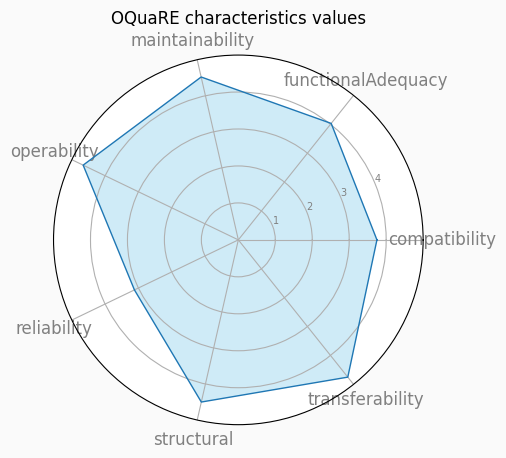 OQuaRE characteristics values
maintainability
functionalAdequacy
operability
4
3
2
1
compatibility
reliability
transferability
structural